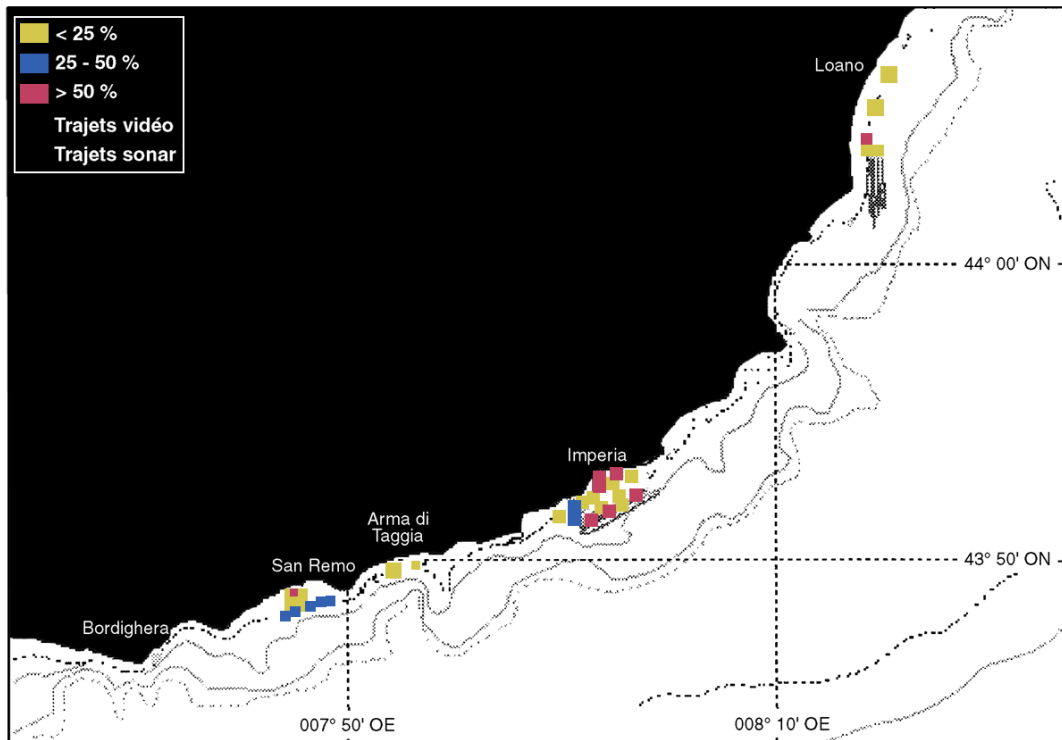 < 25 %
25 - 50 %
> 50 %
Trajets vidéo
Trajets sonar
Loano
44° 00' ON
Imperia
Arma di
Taggia
43° 50' ON
San Remo
Bordighera
007° 50' OE
008° 10' OE